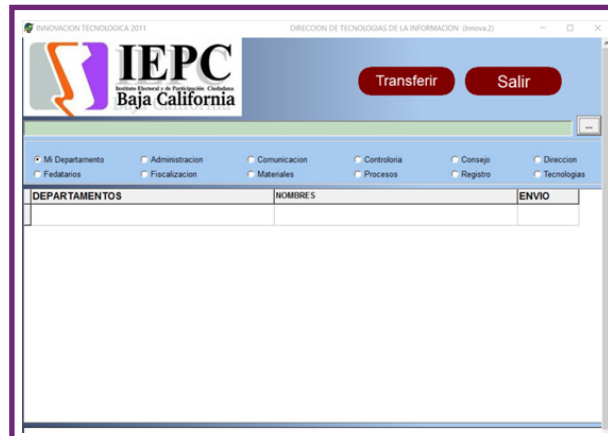 INNOVACION TECNOLOGICA 2011 DIRECCION DE TECNOLOGIAS DE LA INFORMACION (Innova.2)
IEPC
Instituto Electoral y de Participación Ciudadana
Baja California
Transferir Salir
...
Mi Departamento Administracion Comunicacion Controloria Consejo Direccion
Fedatarios Fiscalizacion Materiales Procesos Registro Tecnologias
DEPARTAMENTOS NOMBRES ENVIO